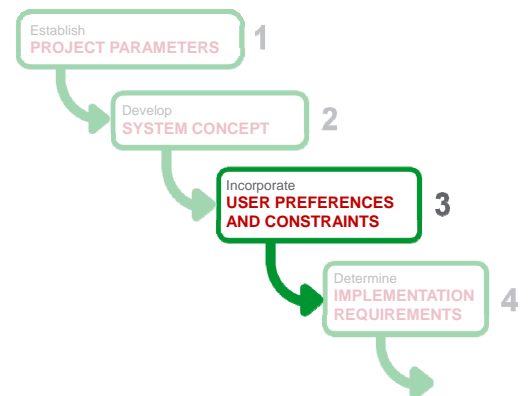 Establish
PROJECT PARAMETERS
1
Develop
SYSTEM CONCEPT
2
Incorporate
USER PREFERENCES
AND CONSTRAINTS
3
Determine
IMPLEMENTATION
REQUIREMENTS
4